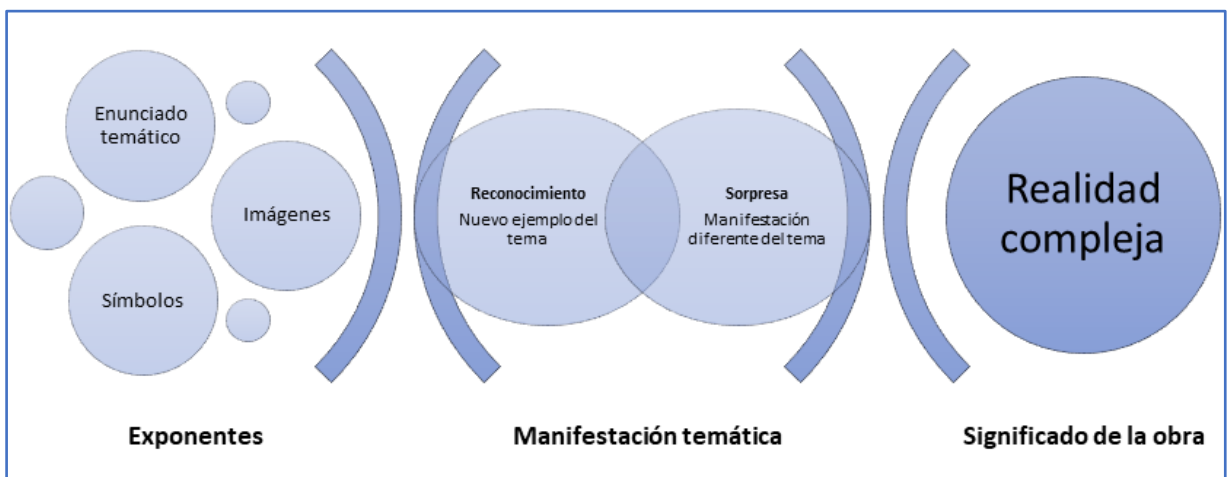 Enunciado
temático
Imágenes
Símbolos
Exponentes
Reconocimiento
Nuevo ejemplo del
tema
Sorpresa
Manifestación
diferente del tema
Manifestación temática
Realidad
compleja
Significado de la obra